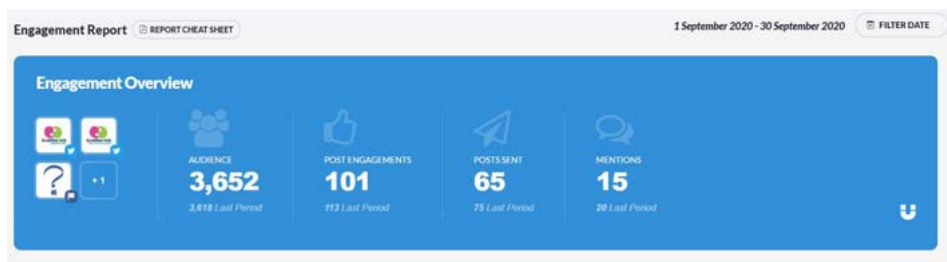 Engagement Report
REPORT CHEAT SHEET
1 September 2020 - 30 September 2020
FILTER DATE
Engagement Overview
+1
AUDIENCE
3,652
3,618 Last Period
POST ENGAGEMENTS
101
113 Last Period
POSTS SENT
65
75 Last Period
MENTIONS
15
20 Last Period